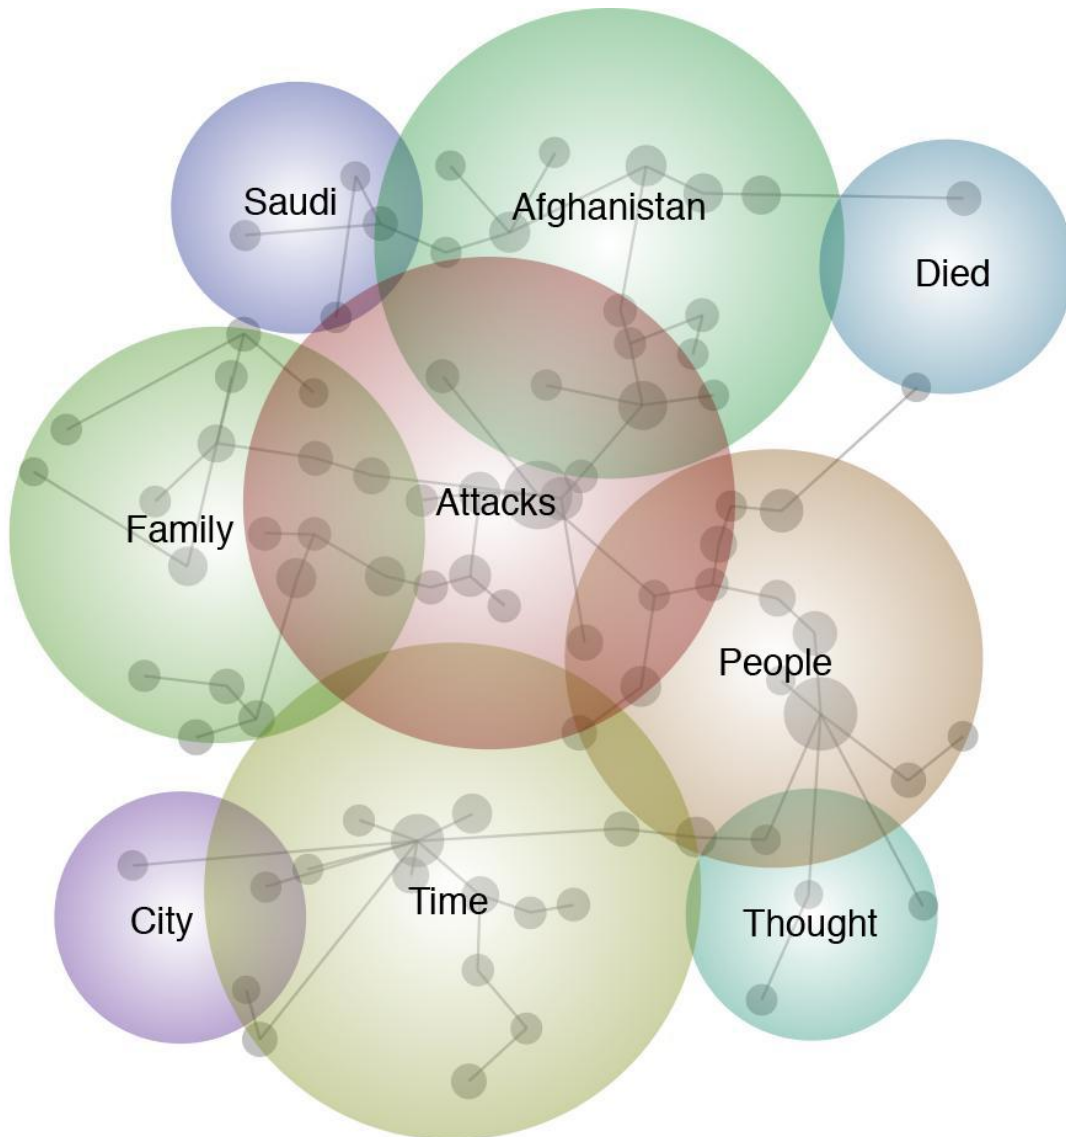 Saudi
Afghanistan
Died
Attacks
Family
People
Time
City
Thought